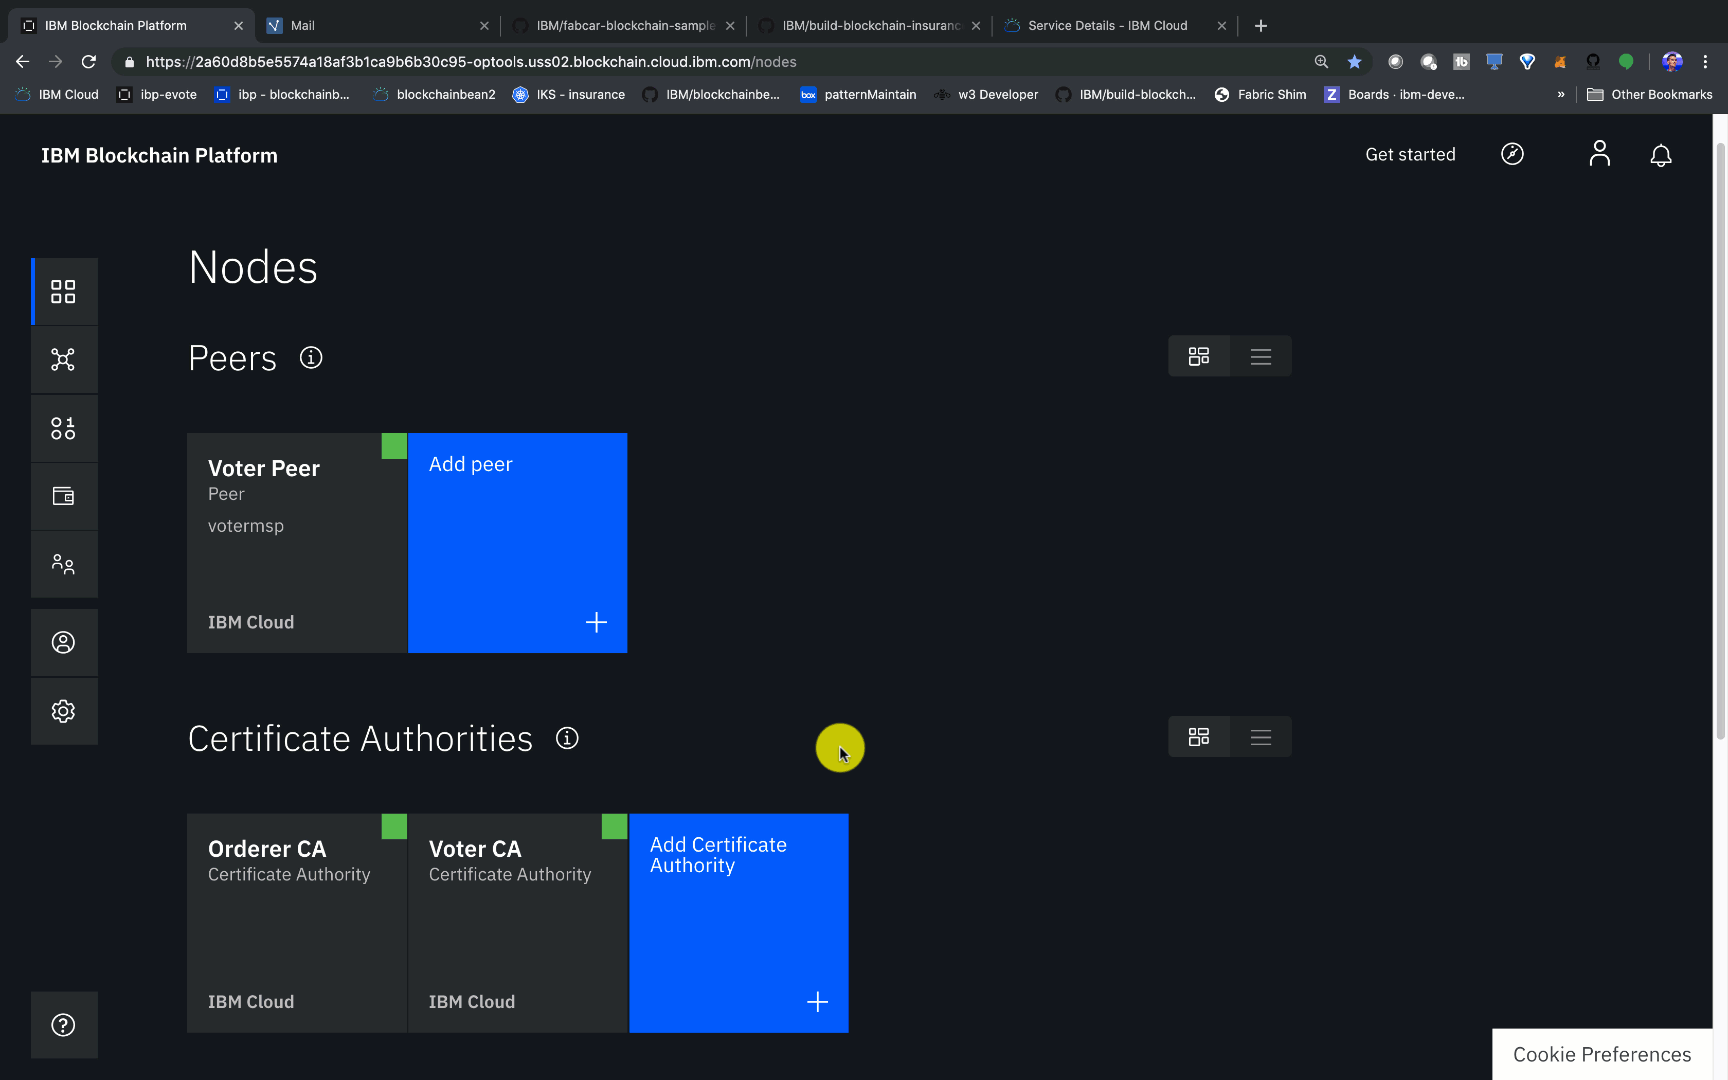 IBM Blockchain Platform
Mail
IBM/fabcar-blockchain-sample
IBM/build-blockchain-insuranc
Service Details - IBM Cloud
https://2a60d8b5e5574a18af3b1ca9b6b30c95-optools.uss02.blockchain.cloud.ibm.com/nodes
IBM Cloud
ibp-evote
ibp - blockchainb...
blockchainbean2
IKS - insurance
IBM/blockchainbe...
box
patternMaintain
w3 Developer
IBM/build-blockch...
Fabric Shim
Z
Boards · ibm-deve...
»
Other Bookmarks
IBM Blockchain Platform
Get started
Nodes
Peers
Voter Peer
Peer
votermsp
IBM Cloud
Add peer
Certificate Authorities
Orderer CA
Certificate Authority
IBM Cloud
Voter CA
Certificate Authority
IBM Cloud
Add Certificate
Authority
Cookie Preferences